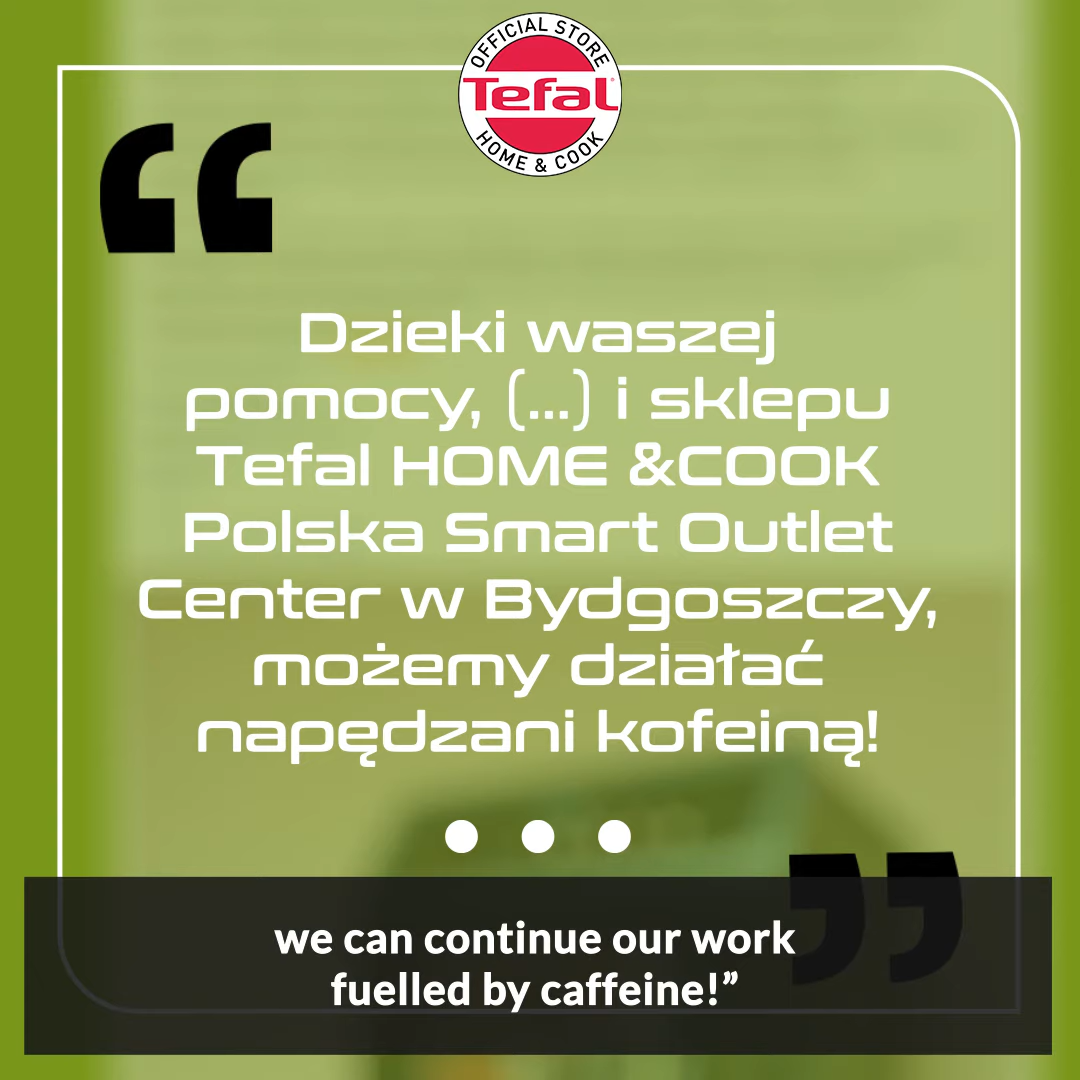 OFFICIAL STORE
Tefal
HOME & COOK
“
Dzieki waszej
pomocy, (...) i sklepu
Tefal HOME &COOK
Polska Smart Outlet
Center w Bydgoszczy,
możemy działać
napędzani kofeiną!
”
we can continue our work
fuelled by caffeine!”